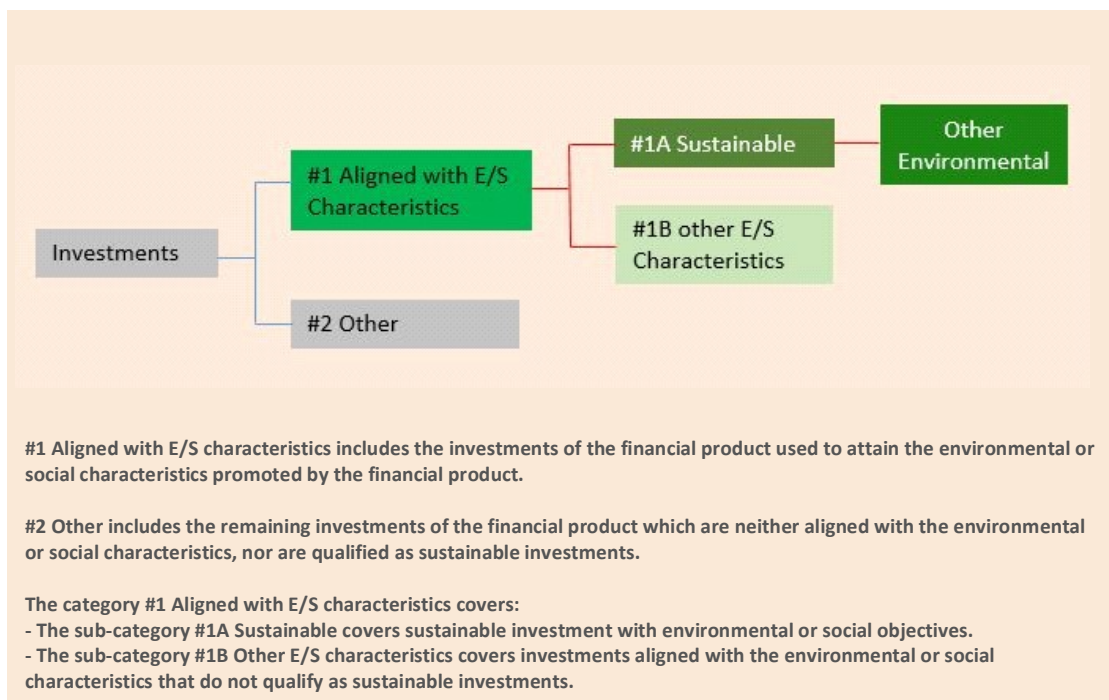 Investments
#1 Aligned with E/S
Characteristics
#2 Other
#1A Sustainable
#1B other E/S
Characteristics
Other
Environmental
#1 Aligned with E/S characteristics includes the investments of the financial product used to attain the environmental or
social characteristics promoted by the financial product.
#2 Other includes the remaining investments of the financial product which are neither aligned with the environmental
or social characteristics, nor are qualified as sustainable investments.
The category #1 Aligned with E/S characteristics covers:
- The sub-category #1A Sustainable covers sustainable investment with environmental or social objectives.
- The sub-category #1B Other E/S characteristics covers investments aligned with the environmental or social
characteristics that do not qualify as sustainable investments.